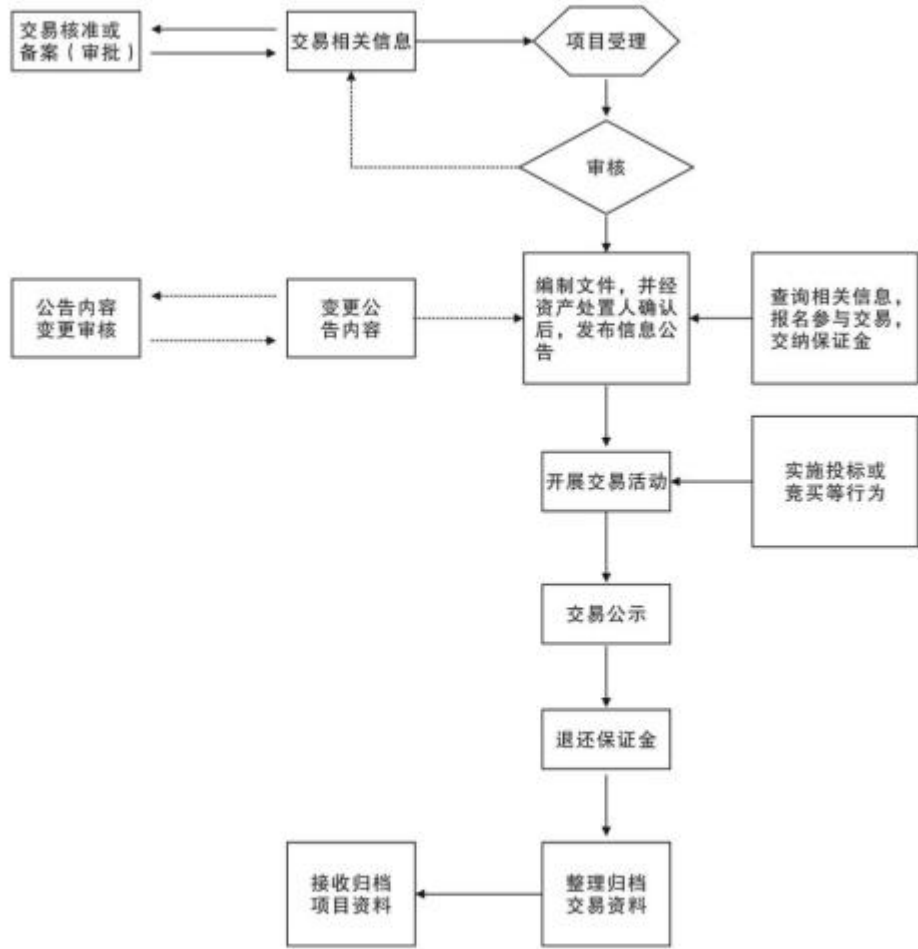 交易核准或
备案（审批）
交易相关信息
项目受理
审核
公告内容
变更审核
变更公
告内容
编制文件，并经
资产处置人确认
后，发布信息公
告
查询相关信息，
报名参与交易，
交纳保证金
开展交易活动
实施投标或
竞买等行为
交易公示
退还保证金
接收归档
项目资料
整理归档
交易资料